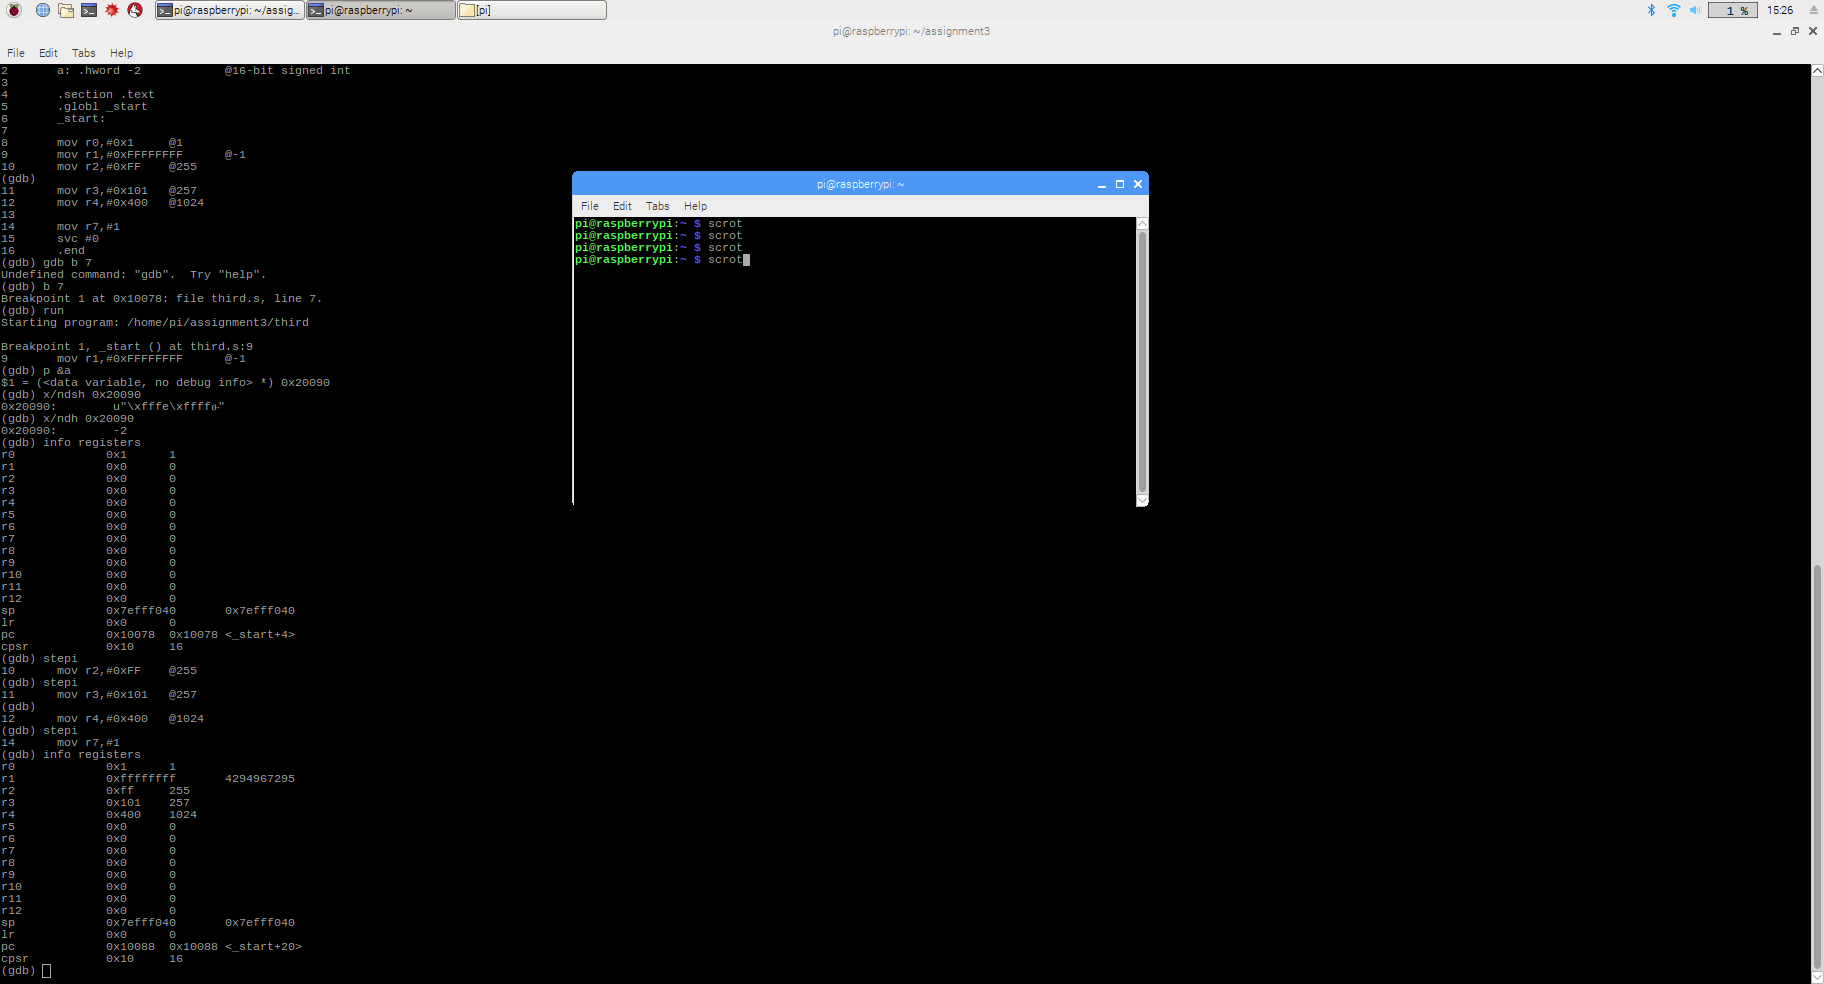 pi@raspberrypi: ~/assig... pi@raspberrypi: ~ [pi] 1 % 15:26
pi@raspberrypi: ~/assignment3
File Edit Tabs Help
2 a: .hword -2 @16-bit signed int
3
4 .section .text
5 .globl _start
6 _start:
7
8 mov r0,#0x1 @1
9 mov r1,#0xFFFFFFFF @-1
10 mov r2,#0xFF @255
(gdb)
11 mov r3,#0x101 @257
12 mov r4,#0x400 @1024
13
14 mov r7,#1
15 svc #0
16 .end
(gdb) gdb b 7
Undefined command: "gdb". Try "help".
(gdb) b 7
Breakpoint 1 at 0x10078: file third.s, line 7.
(gdb) run
Starting program: /home/pi/assignment3/third
Breakpoint 1, _start () at third.s:9
9 mov r1,#0xFFFFFFFF @-1
(gdb) p &a
$1 = (<data variable, no debug info> *) 0x20090
(gdb) x/ndsh 0x20090
0x20090: u"\xfffe\xffff
(gdb) x/ndh 0x20090
0x20090: -2
(gdb) info registers
r0 0x1 1
r1 0x0 0
r2 0x0 0
r3 0x0 0
r4 0x0 0
r5 0x0 0
r6 0x0 0
r7 0x0 0
r8 0x0 0
r9 0x0 0
r10 0x0 0
r11 0x0 0
r12 0x0 0
sp 0x7efff040 0x7efff040
lr 0x0 0
pc 0x10078 0x10078 <_start+4>
cpsr 0x10 16
(gdb) stepi
10 mov r2,#0xFF @255
(gdb) stepi
11 mov r3,#0x101 @257
(gdb)
12 mov r4,#0x400 @1024
(gdb) stepi
14 mov r7,#1
(gdb) info registers
r0 0x1 1
r1 0xffffffff 4294967295
r2 0xff 255
r3 0x101 257
r4 0x400 1024
r5 0x0 0
r6 0x0 0
r7 0x0 0
r8 0x0 0
r9 0x0 0
r10 0x0 0
r11 0x0 0
r12 0x0 0
sp 0x7efff040 0x7efff040
lr 0x0 0
pc 0x10088 0x10088 <_start+20>
cpsr 0x10 16
(gdb)
pi@raspberrypi: ~
File Edit Tabs Help
pi@raspberrypi:~ $ scrot
pi@raspberrypi:~ $ scrot
pi@raspberrypi:~ $ scrot
pi@raspberrypi:~ $ scrot